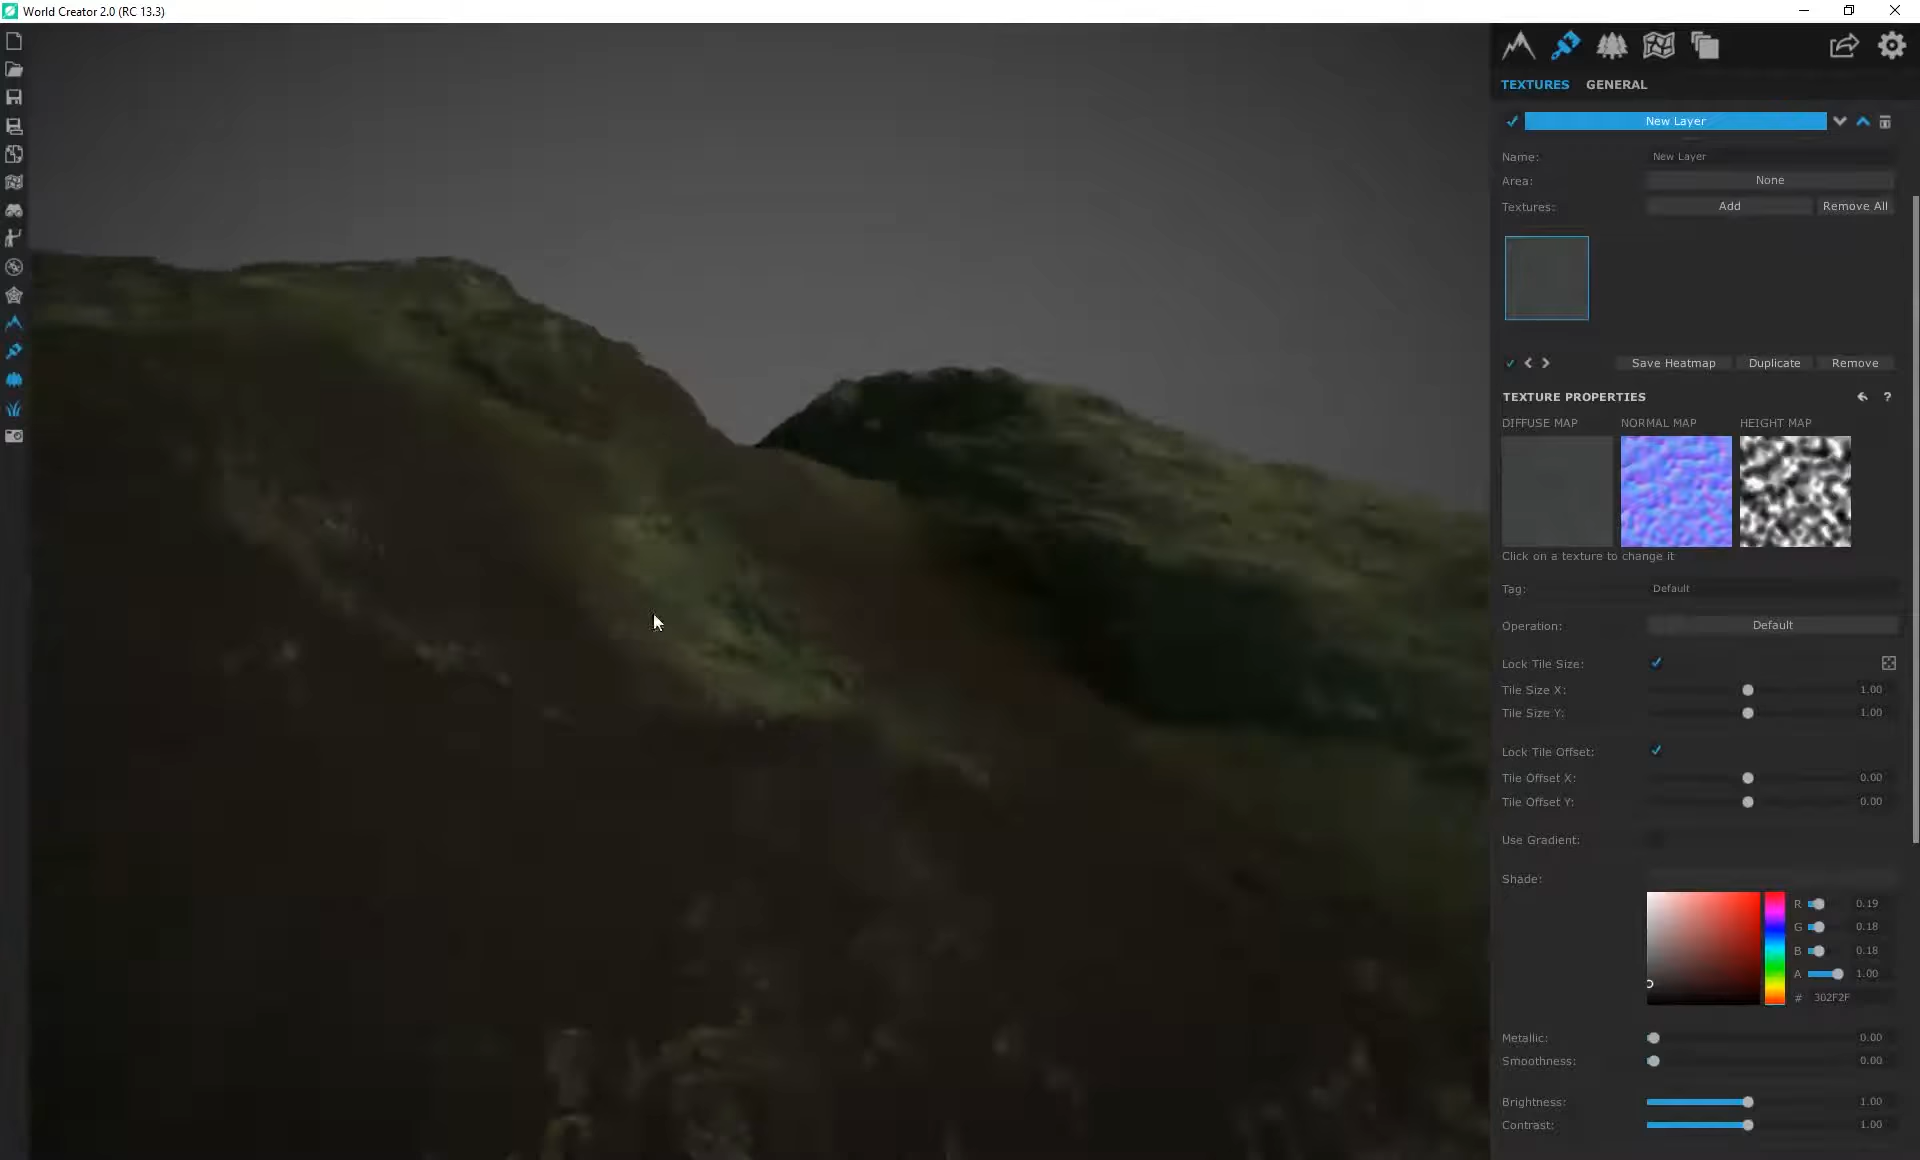 World Creator 2.0 (RC 13.3)
TEXTURES GENERAL
New Layer
Name: New Layer
Area: None
Textures: Add Remove All
Save Heatmap Duplicate Remove
TEXTURE PROPERTIES ?
DIFFUSE MAP NORMAL MAP HEIGHT MAP
Click on a texture to change it
Tag: Default
Operation: Default
Lock Tile Size:
Tile Size X: 1.00
Tile Size Y: 1.00
Lock Tile Offset:
Tile Offset X: 0.00
Tile Offset Y: 0.00
Use Gradient:
Shade:
R 0.19
G 0.18
B 0.18
A 1.00
# 302F2F
Metallic: 0.00
Smoothness: 0.00
Brightness: 1.00
Contrast: 1.00